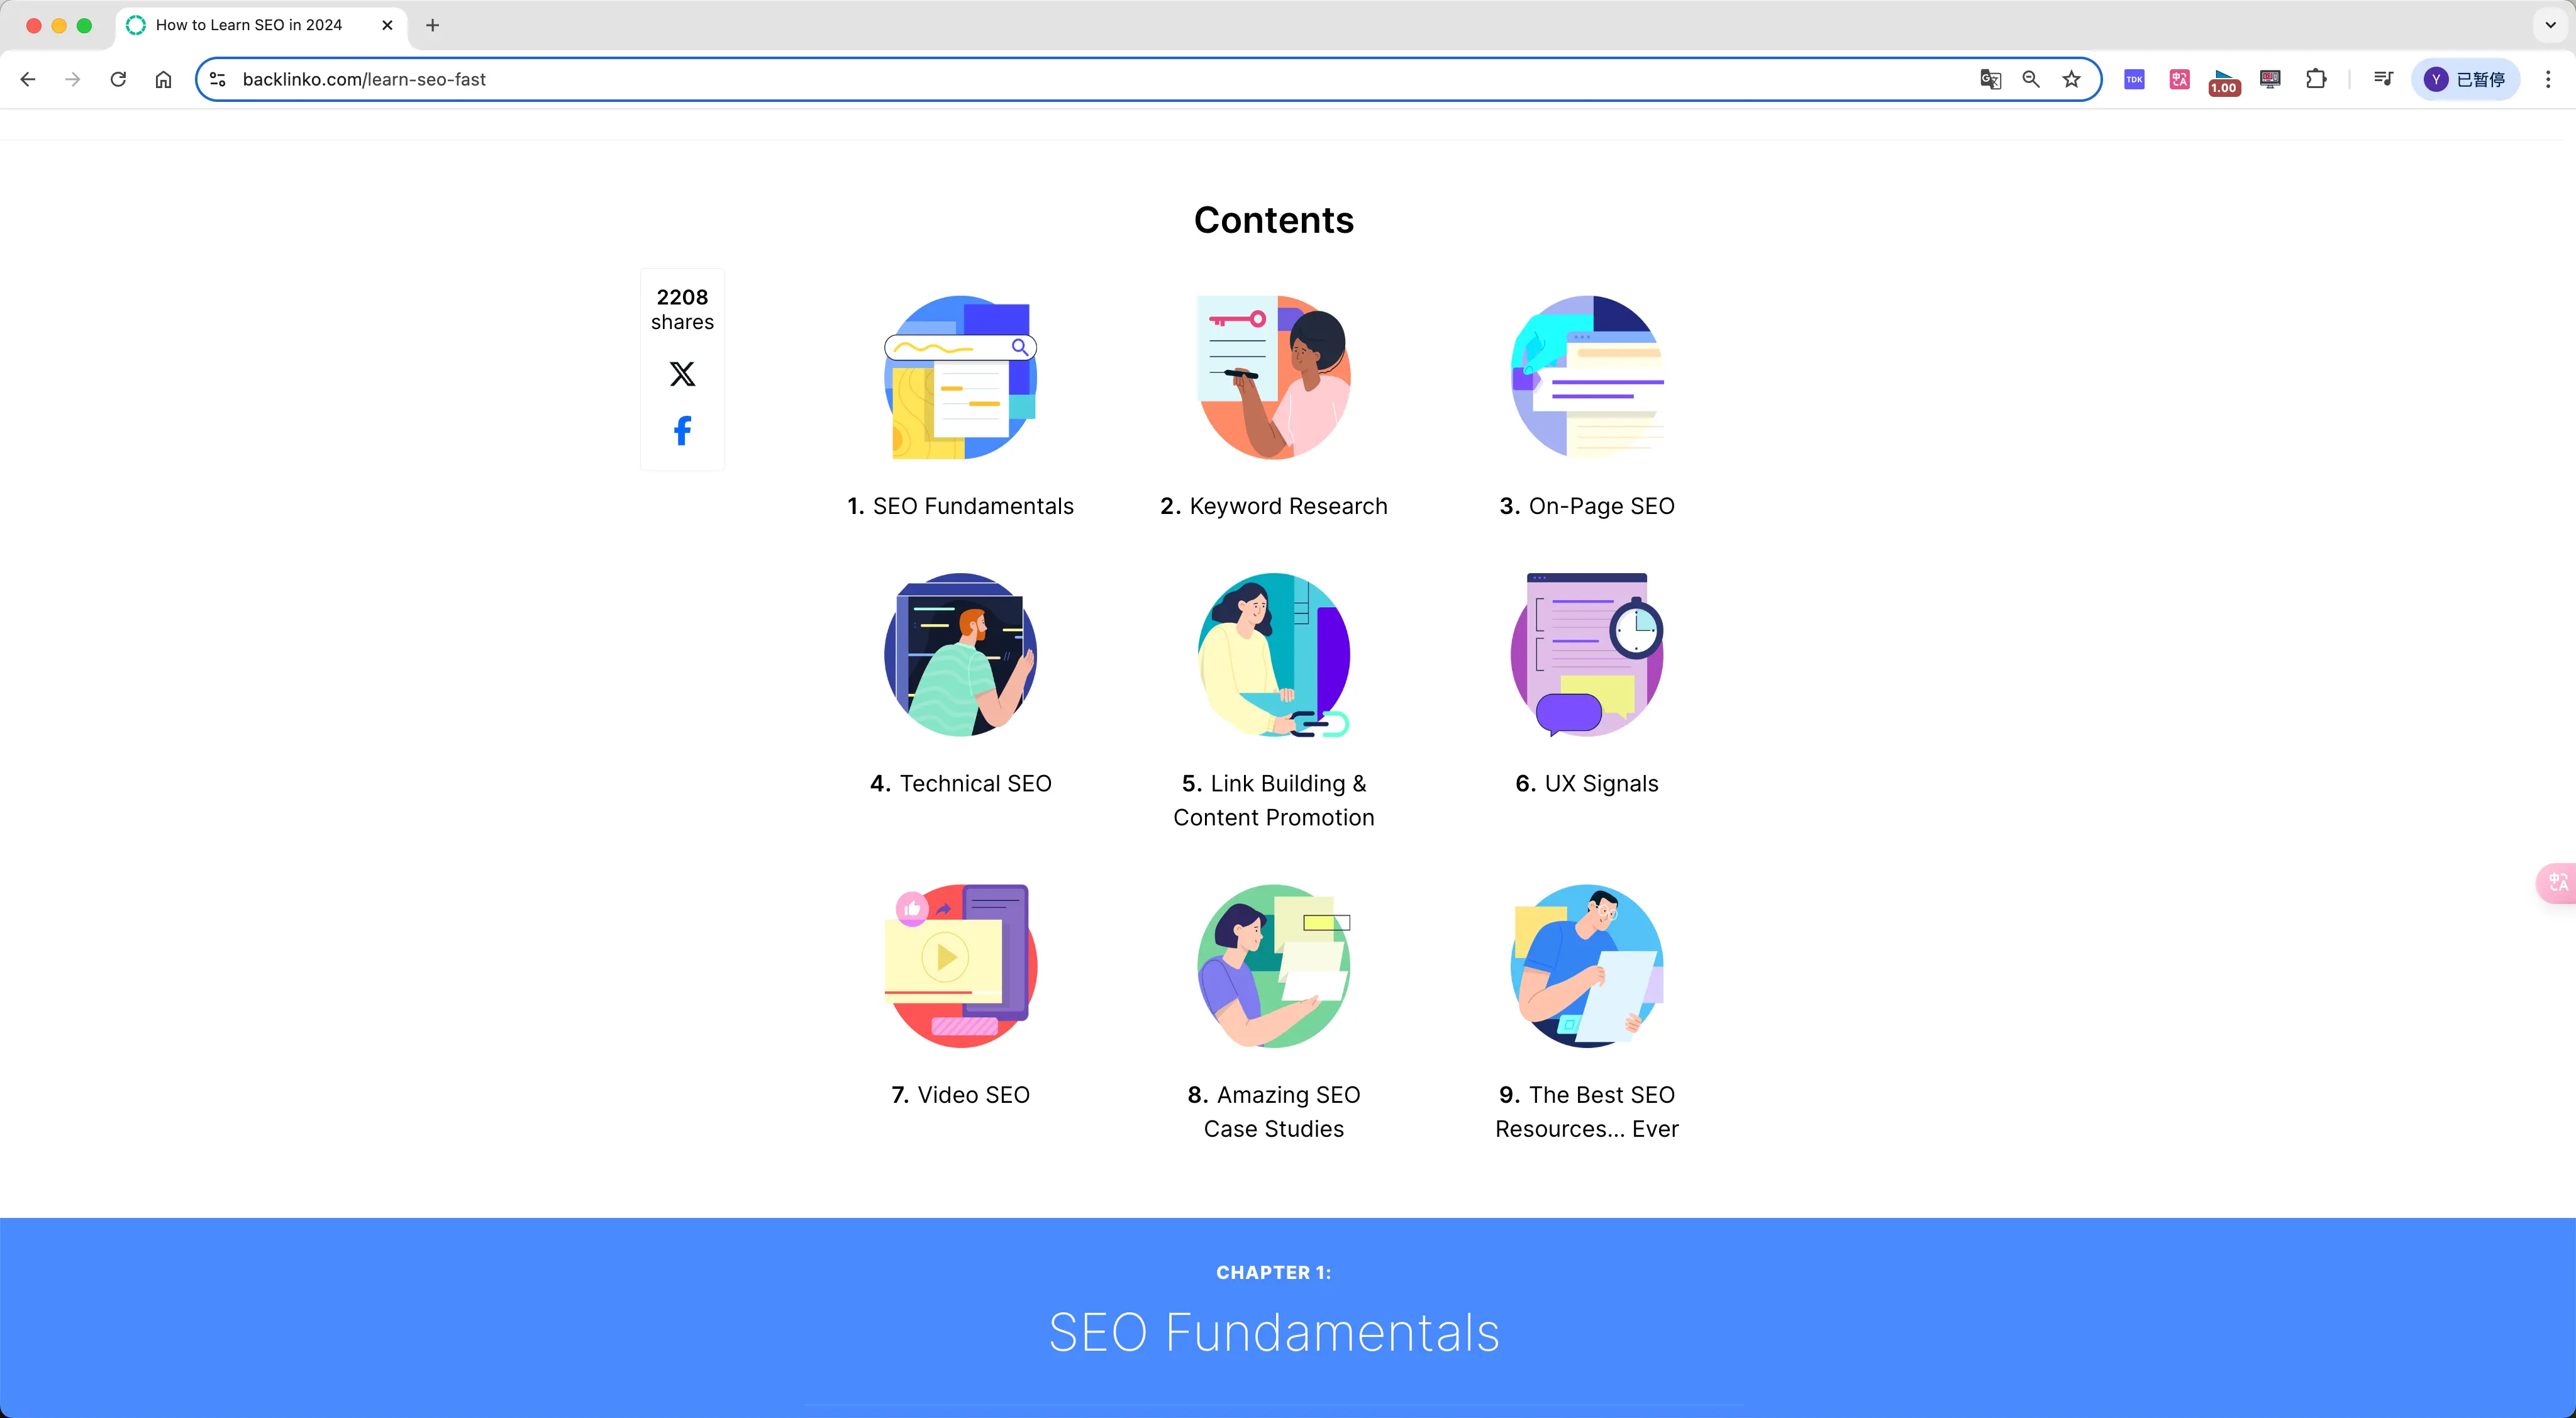 How to Learn SEO in 2024
backlinko.com/learn-seo-fast
TDK
1.00
Y
已暂停
Contents
2208
shares
1. SEO Fundamentals
2. Keyword Research
3. On-Page SEO
4. Technical SEO
5. Link Building &
Content Promotion
6. UX Signals
7. Video SEO
8. Amazing SEO
Case Studies
9. The Best SEO
Resources... Ever
CHAPTER 1:
SEO Fundamentals